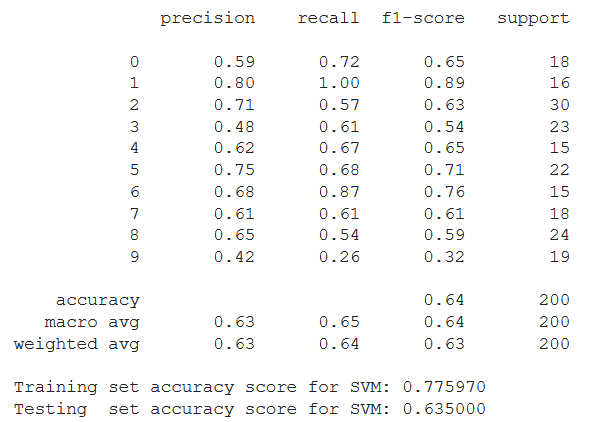 precision recall f1-score support
0 0.59 0.72 0.65 18
1 0.80 1.00 0.89 16
2 0.71 0.57 0.63 30
3 0.48 0.61 0.54 23
4 0.62 0.67 0.65 15
5 0.75 0.68 0.71 22
6 0.68 0.87 0.76 15
7 0.61 0.61 0.61 18
8 0.65 0.54 0.59 24
9 0.42 0.26 0.32 19
accuracy 0.64 200
macro avg 0.63 0.65 0.64 200
weighted avg 0.63 0.64 0.63 200
Training set accuracy score for SVM: 0.775970
Testing set accuracy score for SVM: 0.635000